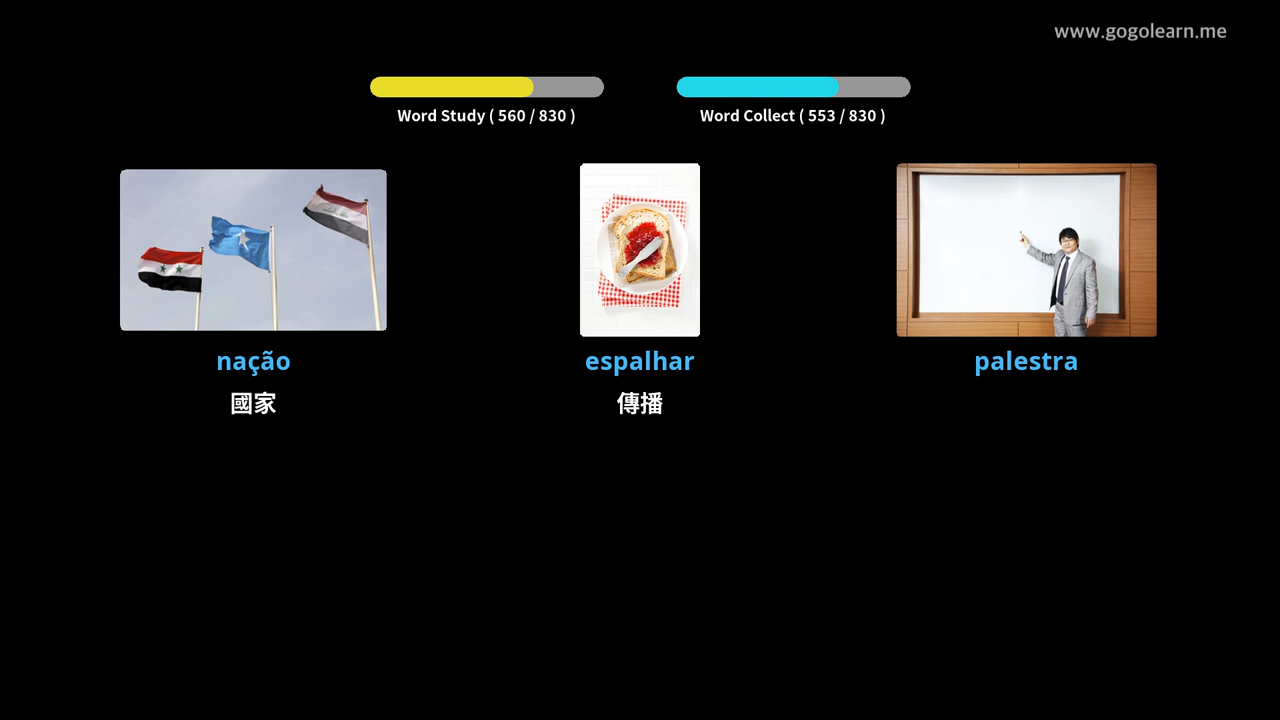 www.gogolearn.me
Word Study ( 560 / 830 )
Word Collect ( 553 / 830 )
nação
espalhar
palestra
國家
傳播